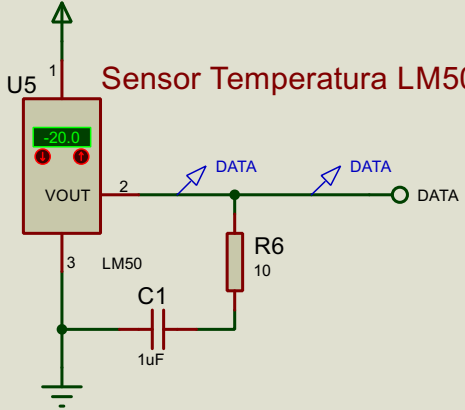 1
U5
Sensor Temperatura LM50
-20.0
DATA
DATA
VOUT
2
DATA
3
LM50
R6
10
C1
1uF